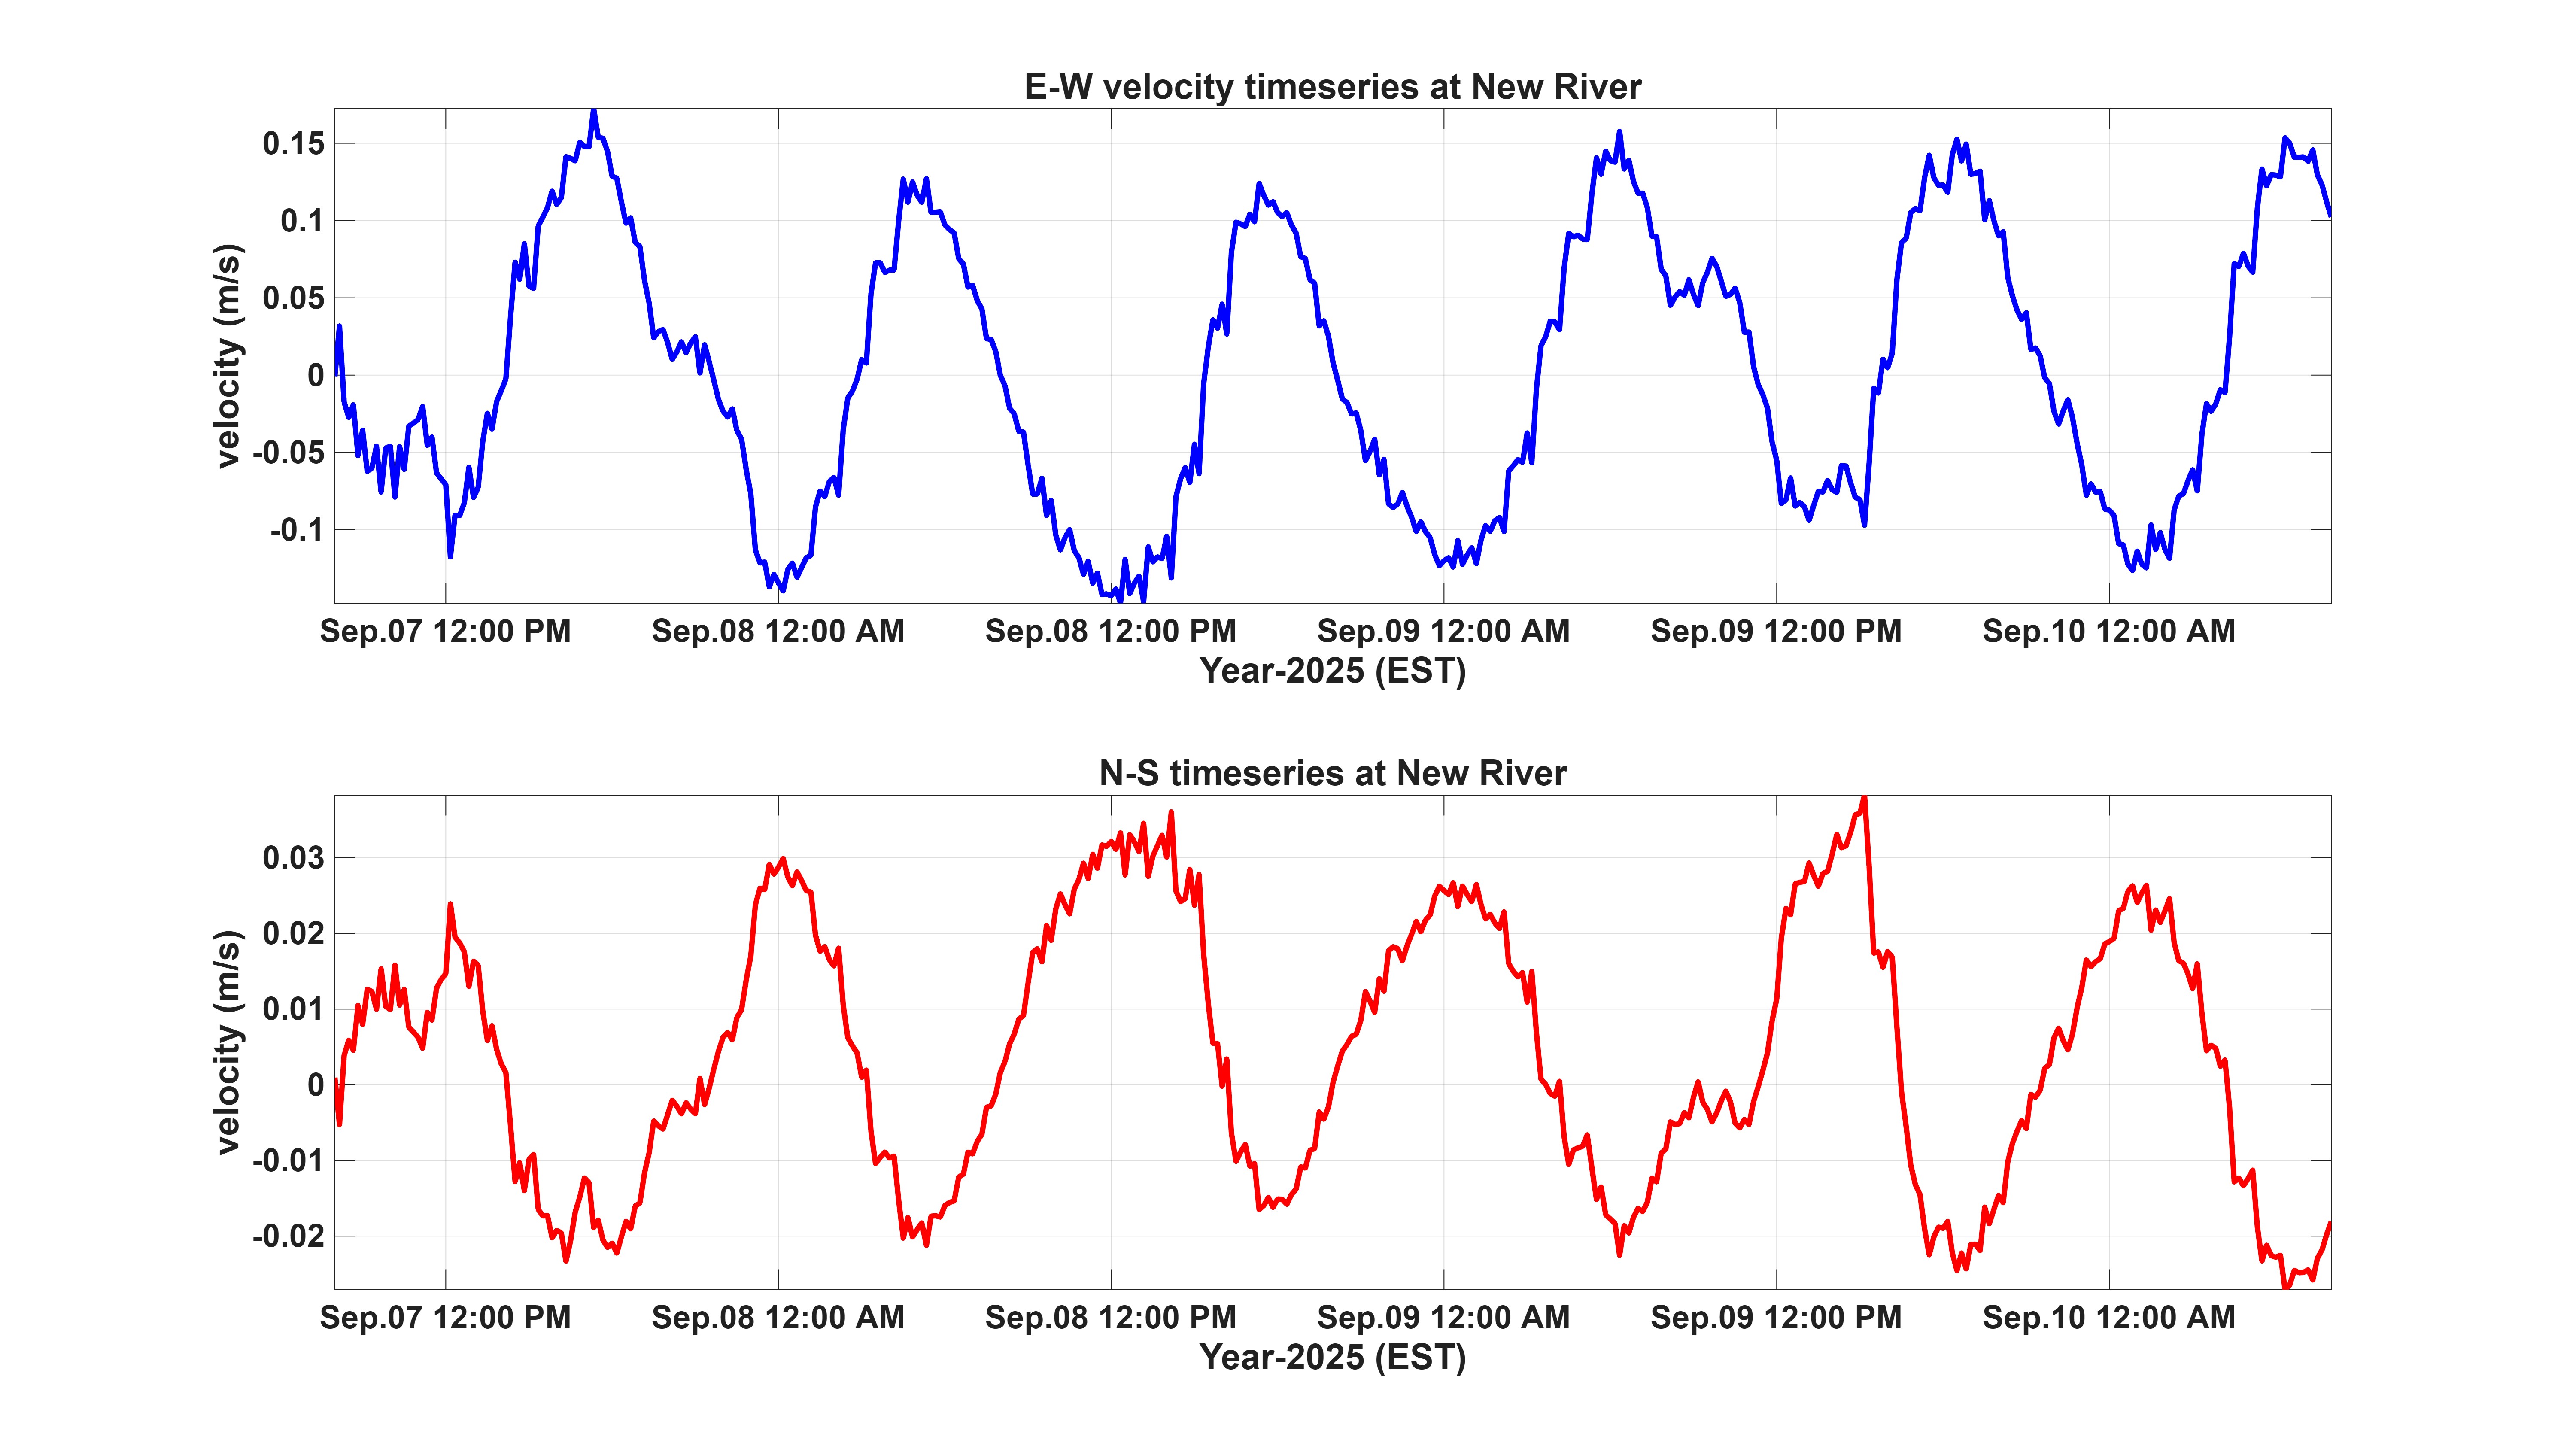 E-W velocity timeseries at New River
velocity (m/s)
0.15
0.1
0.05
0
-0.05
-0.1
Sep.07 12:00 PM Sep.08 12:00 AM Sep.08 12:00 PM Sep.09 12:00 AM Sep.09 12:00 PM Sep.10 12:00 AM
Year-2025 (EST)
N-S timeseries at New River
velocity (m/s)
0.03
0.02
0.01
0
-0.01
-0.02
Sep.07 12:00 PM Sep.08 12:00 AM Sep.08 12:00 PM Sep.09 12:00 AM Sep.09 12:00 PM Sep.10 12:00 AM
Year-2025 (EST)